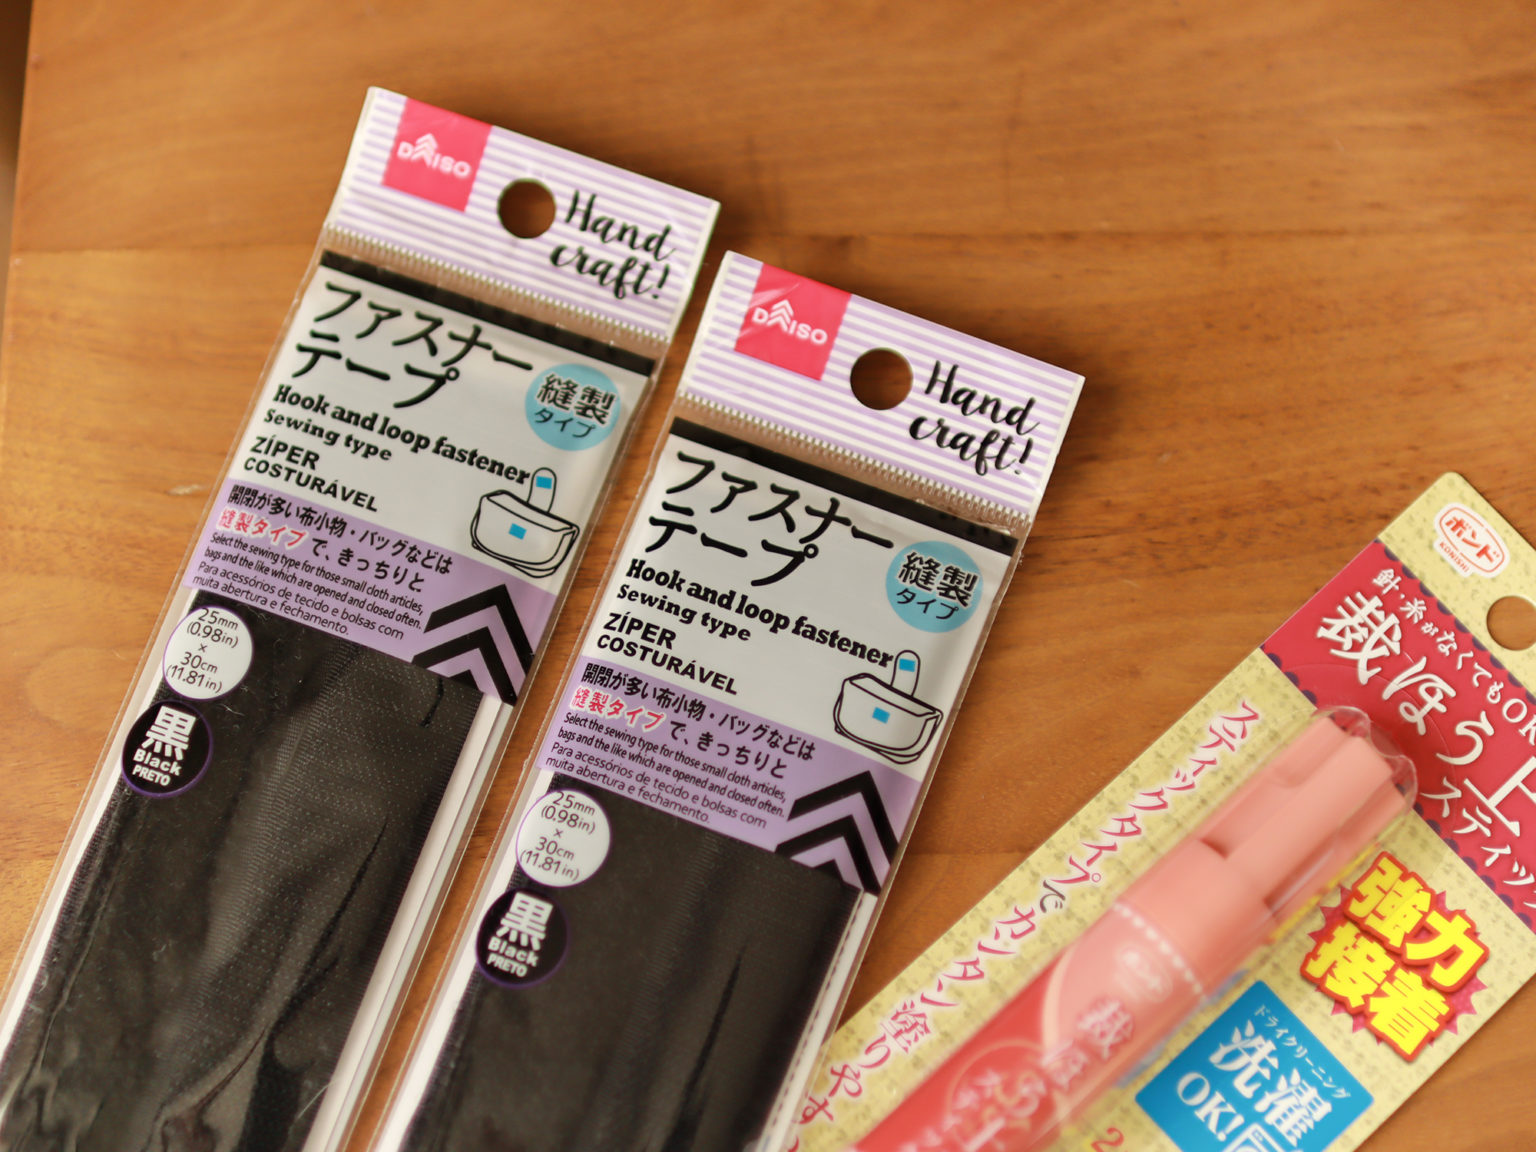 DAISO
Hand
craft!
ファスナー
テープ
縫製
タイプ
Hook and loop fastener
Sewing type
ZÍPER
COSTURÁVEL
開閉が多い布小物・バッグなどは
縫製タイプで、きっちりと
Select the sewing type for those small cloth articles,
bags and the like which are opened and closed often.
Para acessórios de tecido e bolsas com
muita abertura e fechamento.
25mm
(0.98in)
×
30cm
(11.81in)
黒
Black
PRETO
DAISO
Hand
craft!
ファスナー
テープ
縫製
タイプ
Hook and loop fastener
Sewing type
ZÍPER
COSTURÁVEL
開閉が多い布小物・バッグなどは
縫製タイプで、きっちりと
Select the sewing type for those small cloth articles,
bags and the like which are opened and closed often.
Para acessórios de tecido e bolsas com
muita abertura e fechamento.
25mm
(0.98in)
×
30cm
(11.81in)
黒
Black
PRETO
ボンド
KONISHI
針・糸がなくてもOK
裁ほう上
スティック
スティックタイプでカンタン塗りやす
強力
接着
ドライクリーニング
洗濯
OK!